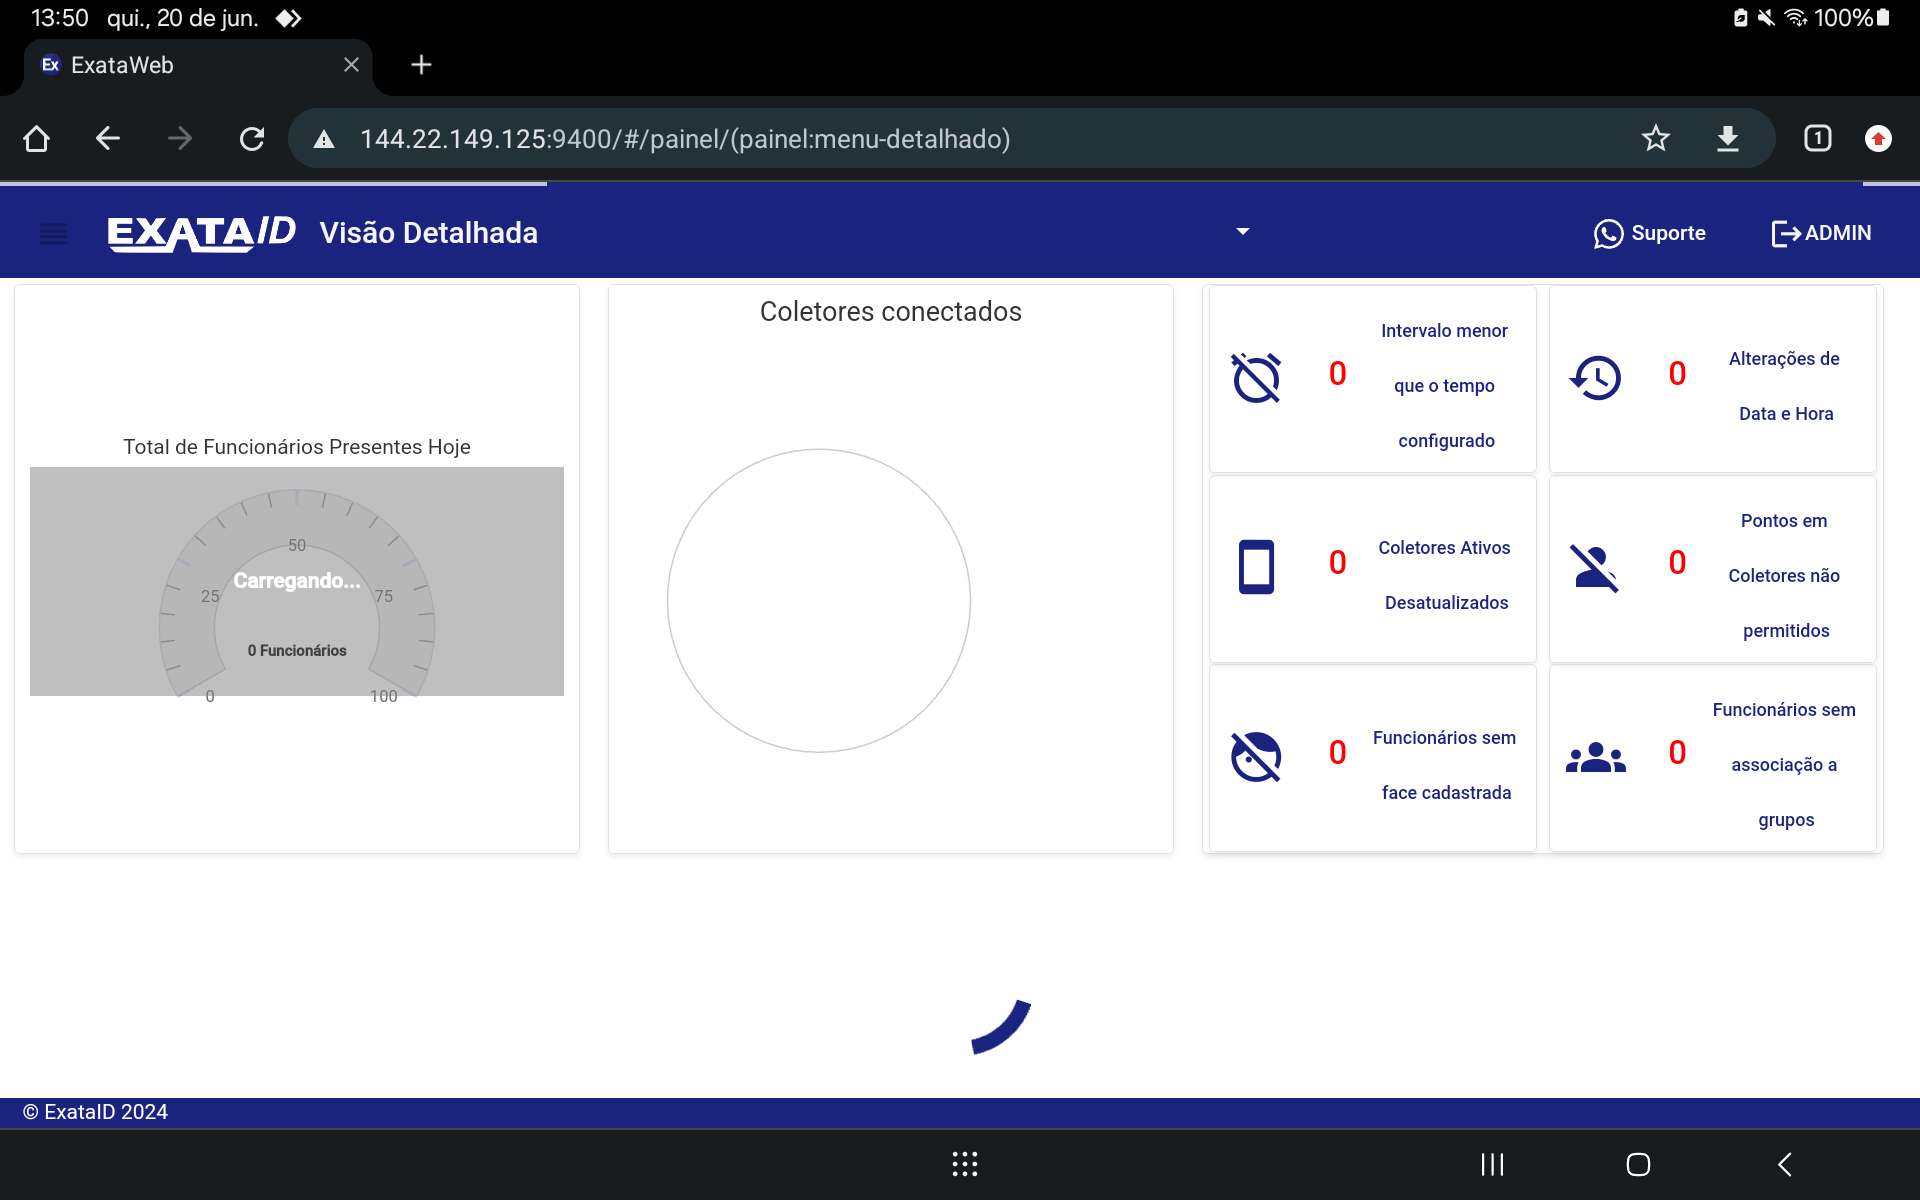 13:50 qui., 20 de jun.
100%
Ex ExataWeb
144.22.149.125:9400/#/painel/(painel:menu-detalhado)
1
EXATAID Visão Detalhada
Suporte
ADMIN
Total de Funcionários Presentes Hoje
50
Carregando...
25
75
0 Funcionários
0
100
Coletores conectados
0
Intervalo menor
que o tempo
configurado
0
Alterações de
Data e Hora
0
Coletores Ativos
Desatualizados
0
Pontos em
Coletores não
permitidos
0
Funcionários sem
face cadastrada
0
Funcionários sem
associação a
grupos
© ExataID 2024